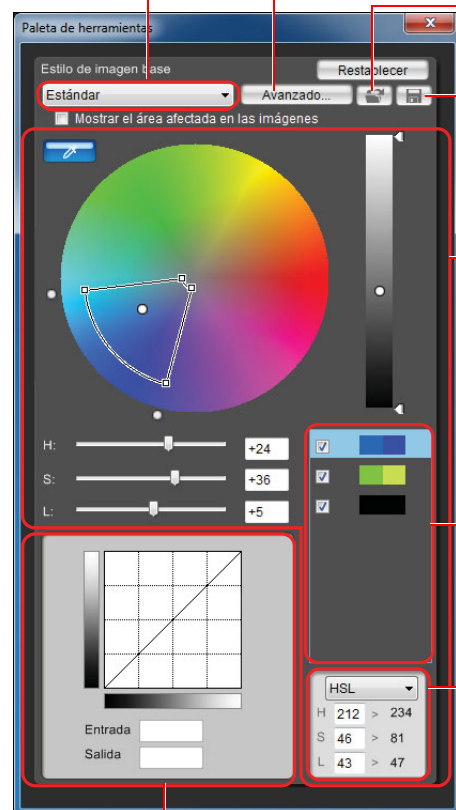 Paleta de herramientas
Estilo de imagen base
Restablecer
Estándar
Avanzado...
Mostrar el área afectada en las imágenes
H: +24
S: +36
L: +5
HSL
H 212 > 234
S 46 > 81
L 43 > 47
Entrada
Salida